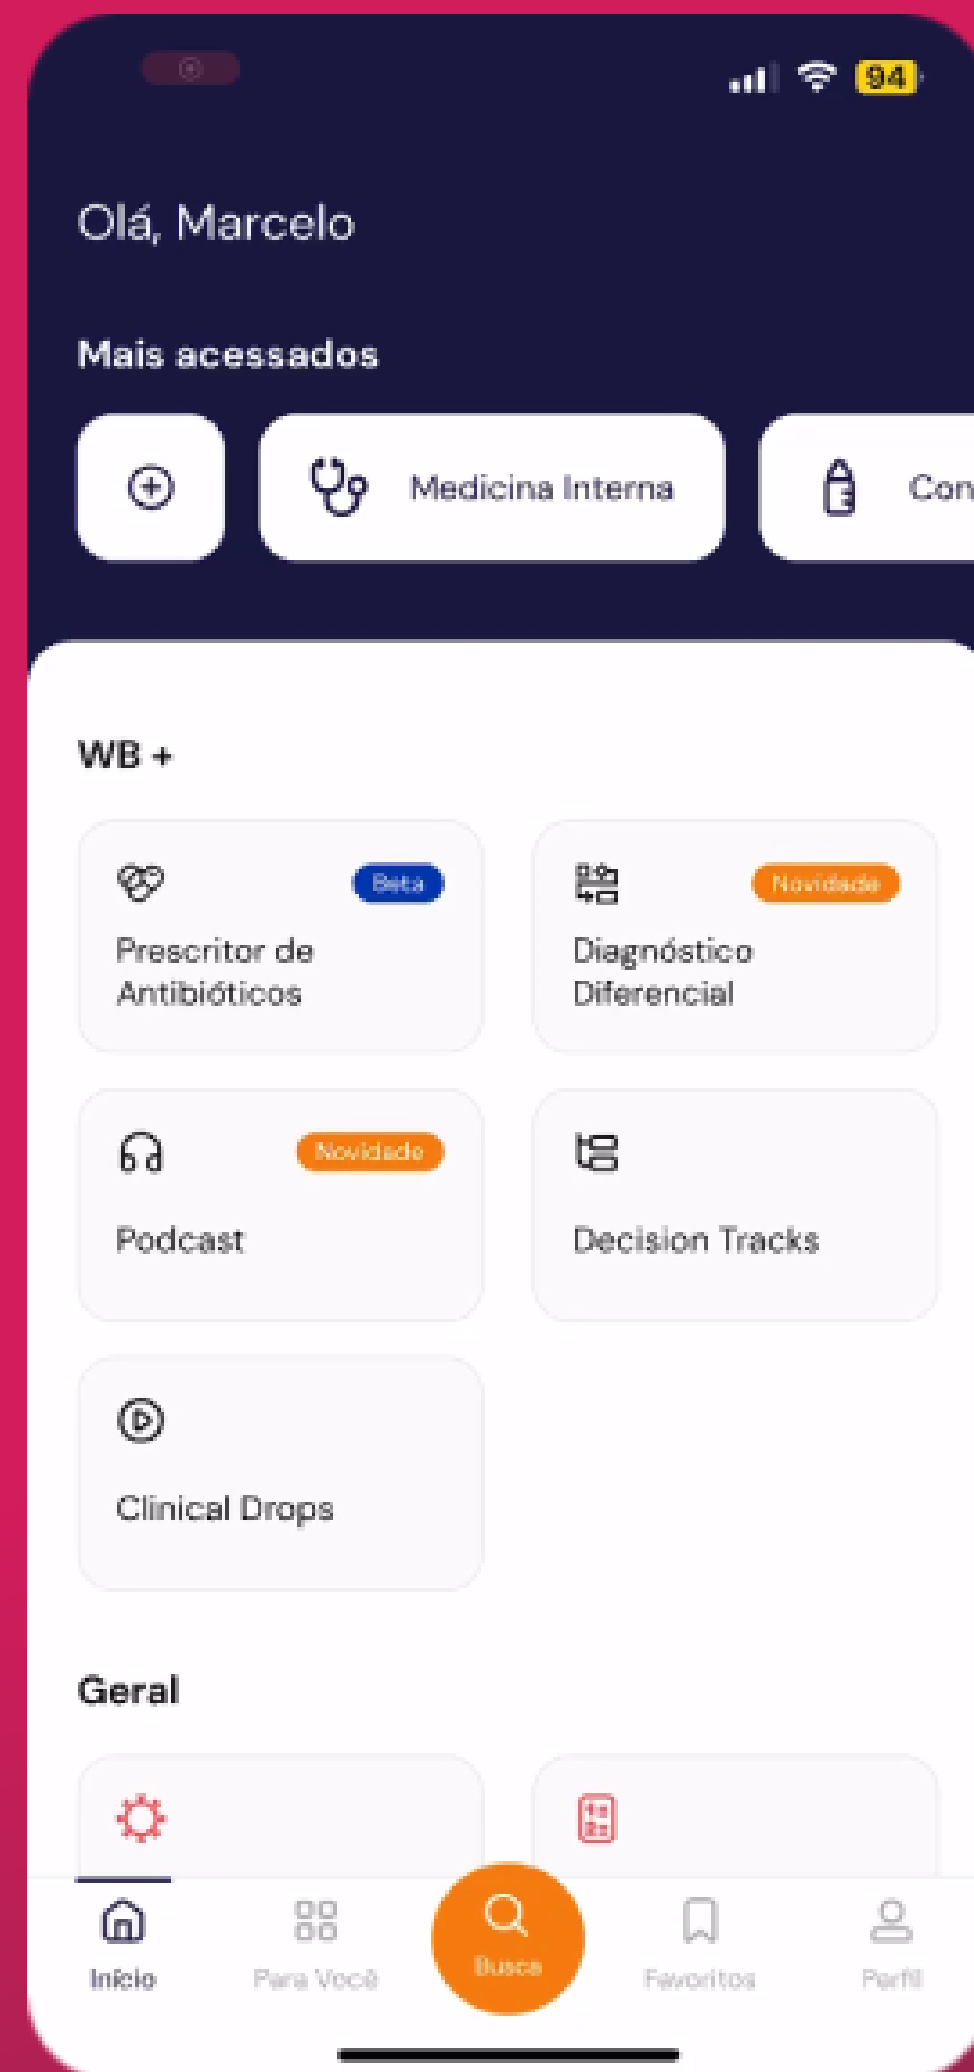 94
Olá, Marcelo
Mais acessados
Medicina Interna
Con
WB +
Beta
Novidade
Prescritor de
Antibióticos
Diagnóstico
Diferencial
Novidade
Podcast
Decision Tracks
Clinical Drops
Geral
Início
Para Você
Busca
Favoritos
Perfil